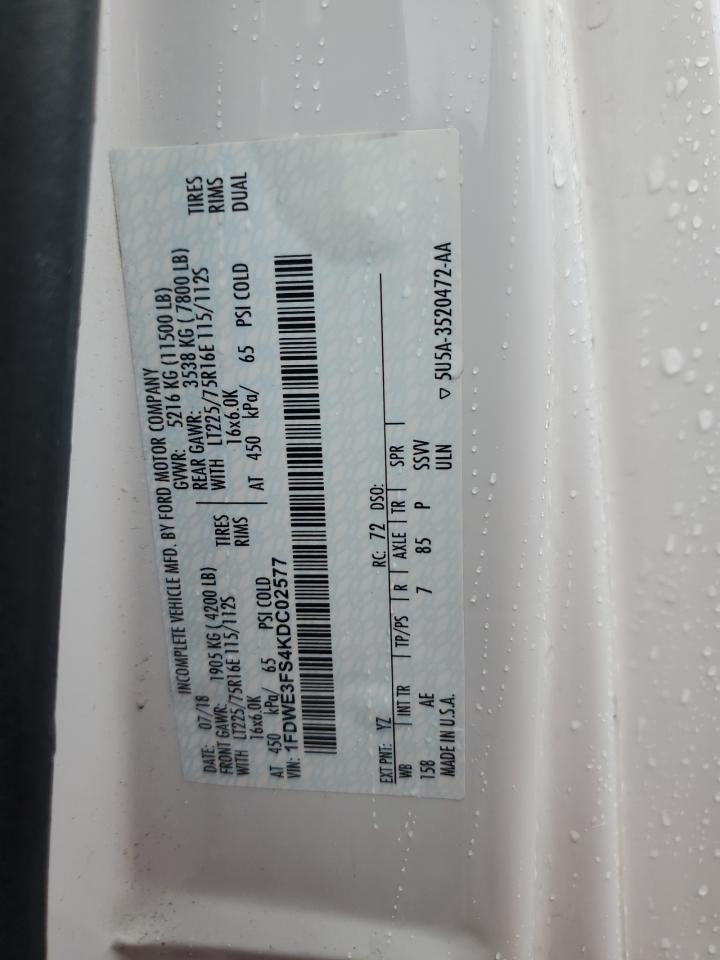 INCOMPLETE VEHICLE MFD. BY FORD MOTOR COMPANY
DATE: 07/18 GVWR: 5216 KG (11500 LB)
FRONT GAWR: 1905 KG (4200 LB) REAR GAWR: 3538 KG (7800 LB)
WITH LT225/75R16E 115/112S TIRES WITH LT225/75R16E 115/112S TIRES
16x6.0K RIMS 16x6.0K RIMS
AT 450 kPa/ 65 PSI COLD AT 450 kPa/ 65 PSI COLD DUAL
VIN: 1FDWE3FS4KDC02577
EXT PNT: YZ RC: 72 DSO:
WB INT TR TP/PS R AXLE TR SPR
158 AE 7 85 P SSVV
MADE IN U.S.A. ULN
▽ 5U5A-3520472-AA